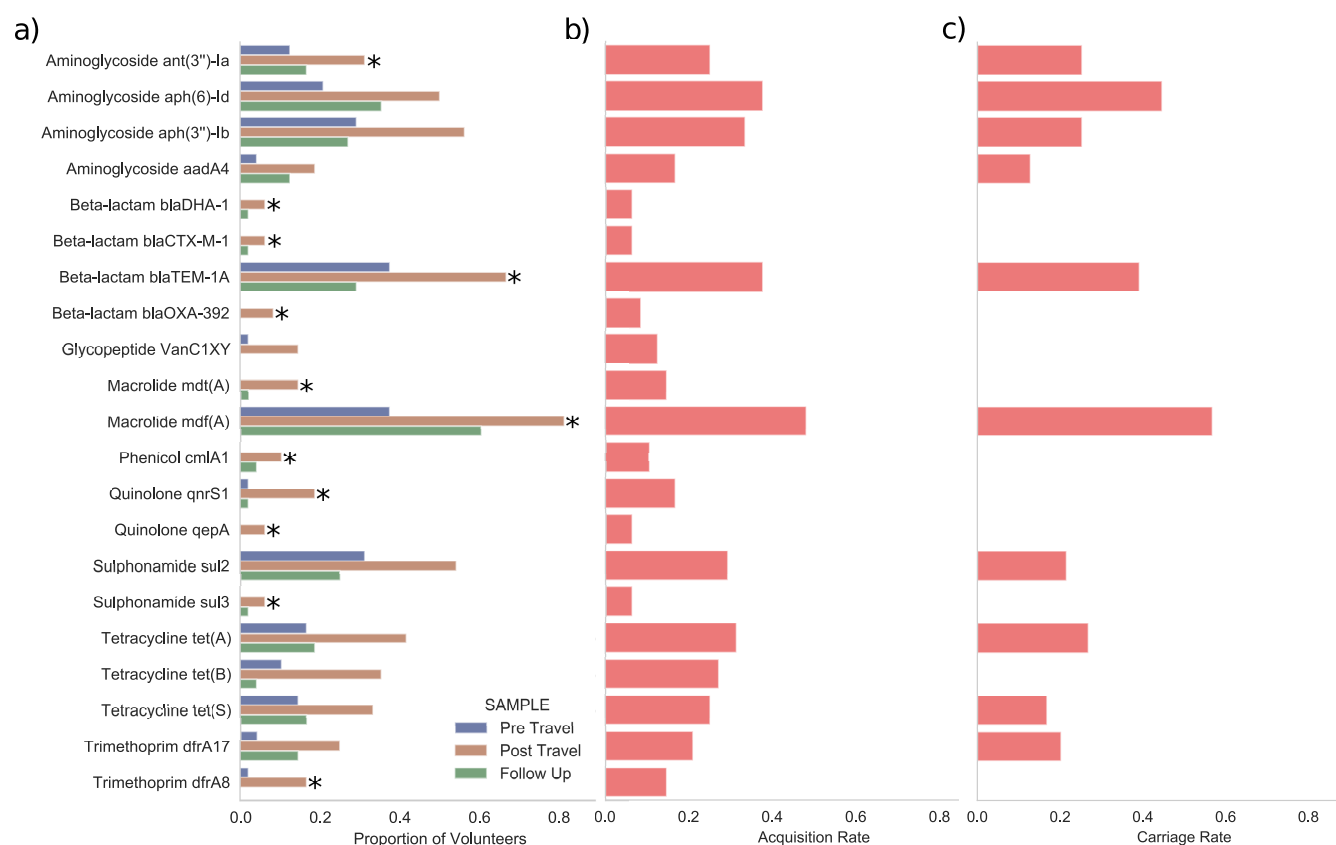 a)
b)
c)
Aminoglycoside ant(3")-Ia
*
Aminoglycoside aph(6)-Id
Aminoglycoside aph(3")-Ib
Aminoglycoside aadA4
Beta-lactam blaDHA-1
*
Beta-lactam blaCTX-M-1
*
Beta-lactam blaTEM-1A
*
Beta-lactam blaOXA-392
*
Glycopeptide VanC1XY
Macrolide mdt(A)
*
Macrolide mdf(A)
*
Phenicol cmlA1
*
Quinolone qnrS1
*
Quinolone qepA
*
Sulphonamide sul2
Sulphonamide sul3
*
Tetracycline tet(A)
Tetracycline tet(B)
Tetracycline tet(S)
Trimethoprim dfrA17
Trimethoprim dfrA8
*
SAMPLE
Pre Travel
Post Travel
Follow Up
0.0 0.2 0.4 0.6 0.8
Proportion of Volunteers
0.0 0.2 0.4 0.6 0.8
Acquisition Rate
0.0 0.2 0.4 0.6 0.8
Carriage Rate